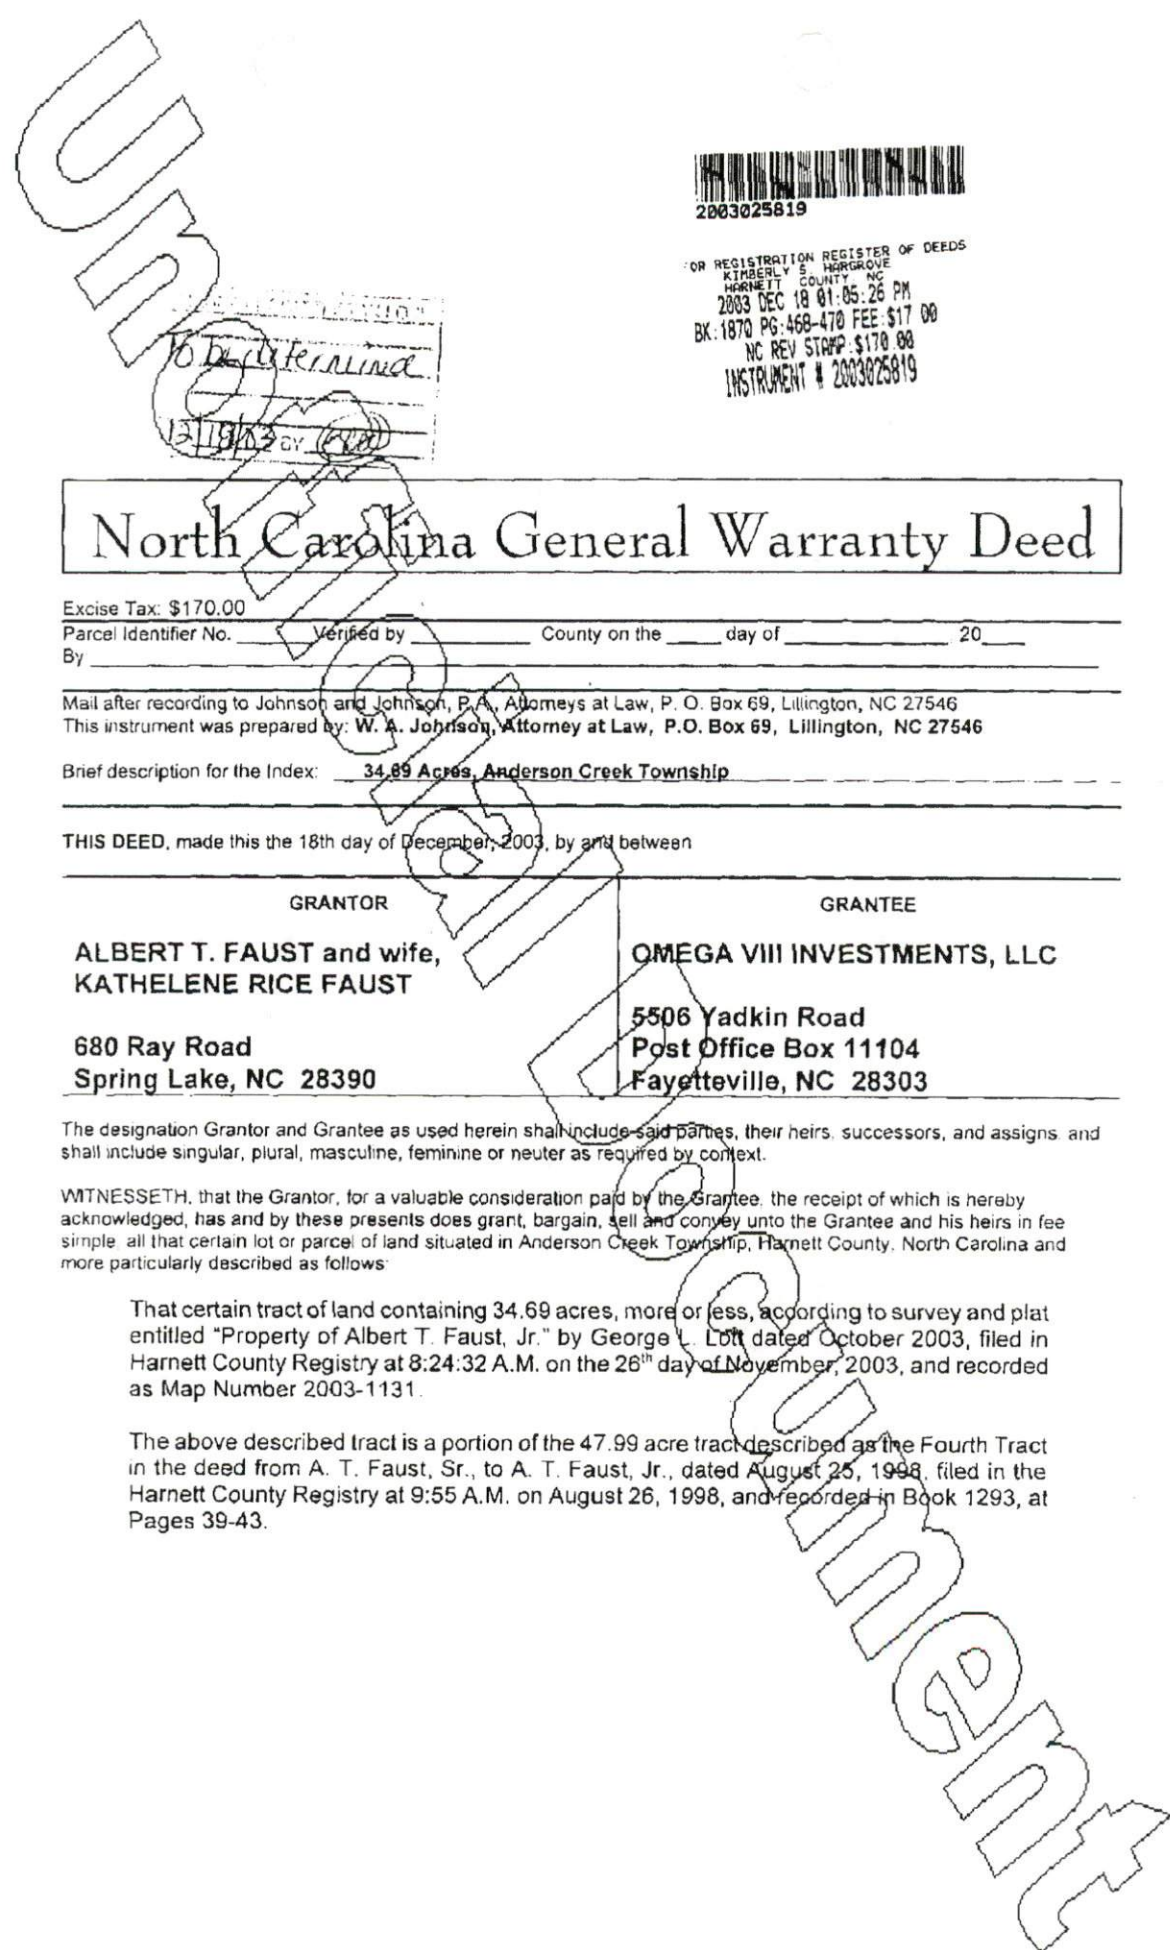 2003025819
FOR REGISTRATION REGISTER OF DEEDS
KIMBERLY S. HARGROVE
HARNETT COUNTY, NC
2003 DEC 18 01:05:26 PM
BK:1870 PG:468-470 FEE:$17.00
NC REV STAMP:$170.00
INSTRUMENT # 2003025819
To be determined
12/18/03 BY
North Carolina General Warranty Deed
Excise Tax: $170.00
Parcel Identifier No. ______ Verified by __________ County on the _____ day of ______________ 20____
By ______________
Mail after recording to Johnson and Johnson, P.A., Attorneys at Law, P. O. Box 69, Lillington, NC 27546
This instrument was prepared by: W. A. Johnson, Attorney at Law, P.O. Box 69, Lillington, NC 27546
Brief description for the Index: 34.69 Acres, Anderson Creek Township
THIS DEED, made this the 18th day of December, 2003, by and between
GRANTOR
ALBERT T. FAUST and wife,
KATHELENE RICE FAUST
680 Ray Road
Spring Lake, NC 28390
GRANTEE
OMEGA VIII INVESTMENTS, LLC
5506 Yadkin Road
Post Office Box 11104
Fayetteville, NC 28303
The designation Grantor and Grantee as used herein shall include said parties, their heirs, successors, and assigns, and
shall include singular, plural, masculine, feminine or neuter as required by context.
WITNESSETH, that the Grantor, for a valuable consideration paid by the Grantee, the receipt of which is hereby
acknowledged, has and by these presents does grant, bargain, sell and convey unto the Grantee and his heirs in fee
simple, all that certain lot or parcel of land situated in Anderson Creek Township, Harnett County, North Carolina and
more particularly described as follows:
That certain tract of land containing 34.69 acres, more or less, according to survey and plat
entitled "Property of Albert T. Faust, Jr." by George L. Lott dated October 2003, filed in
Harnett County Registry at 8:24:32 A.M. on the 26th day of November, 2003, and recorded
as Map Number 2003-1131.
The above described tract is a portion of the 47.99 acre tract described as the Fourth Tract
in the deed from A. T. Faust, Sr., to A. T. Faust, Jr., dated August 25, 1998, filed in the
Harnett County Registry at 9:55 A.M. on August 26, 1998, and recorded in Book 1293, at
Pages 39-43.
Unofficial Document